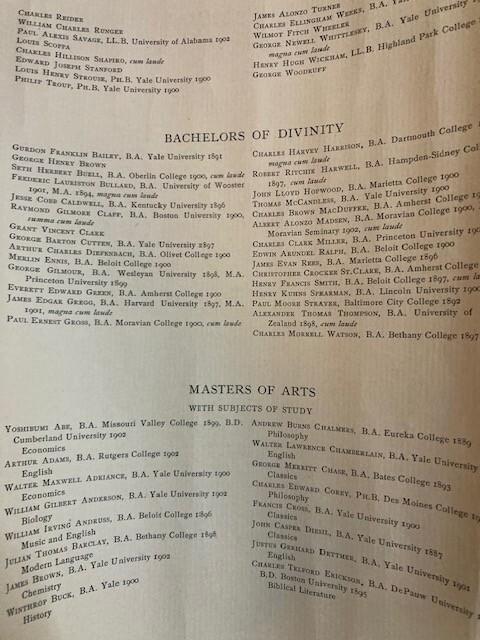 CHARLES REIDER
WILLIAM CHARLES RUNGER
PAUL ALEXIS SAVAGE, LL.B. University of Alabama 1902
LOUIS SCOPPA
CHARLES HILLISON SHAPIRO, cum laude
EDWARD JOSEPH STANFORD
LOUIS HENRY STROUSE, PH.B. Yale University 1900
PHILIP TROUP, PH.B. Yale University 1900
JAMES ALONZO TURNER
CHARLES ELLINGHAM WEEKS, B.A. Yale
WILMOT FITCH WHEELER
GEORGE NEWELL WHITTLESEY, B.A. Yale University
magna cum laude
HENRY HUGH WICKHAM, LL.B. Highland Park College
GEORGE WOODRUFF
BACHELORS OF DIVINITY
GURDON FRANKLIN BAILEY, B.A. Yale University 1891
GEORGE HENRY BROWN
SETH HERBERT BUELL, B.A. Oberlin College 1900, cum laude
FREDERIC LAURISTON BULLARD, B.A. University of Wooster
1901, M.A. 1894, magna cum laude
JESSE COBB CALDWELL, B.A. Kentucky University 1896
RAYMOND GILMORE CLAPP, B.A. Boston University 1900,
summa cum laude
GRANT VINCENT CLARK
GEORGE BARTON CUTTEN, B.A. Yale University 1897
ARTHUR CHARLES DIEFENBACH, B.A. Olivet College 1900
MERLIN ENNIS, B.A. Beloit College 1900
GEORGE GILMOUR, B.A. Wesleyan University 1898, M.A.
Princeton University 1899
EVERETT EDWARD GREEN, B.A. Amherst College 1900
JAMES EDGAR GREGG, B.A. Harvard University 1897, M.A.
1901, magna cum laude
PAUL ERNEST GROSS, B.A. Moravian College 1900, cum laude
CHARLES HARVEY HARRISON, B.A. Dartmouth College
magna cum laude
ROBERT RITCHIE HARWELL, B.A. Hampden-Sidney
1897, cum laude
JOHN LLOYD HOPWOOD, B.A. Marietta College 1900
THOMAS McCANDLESS, B.A. Yale University 1900
CHARLES BROWN MACDUFFEE, B.A. Amherst College
ALBERT ALONZO MADSEN, B.A. Moravian College 1900,
Moravian Seminary 1902, cum laude
CHARLES CLARK MILLER, B.A. Princeton University
EDWIN ARUNDEL RALPH, B.A. Beloit College 1900
JAMES EVAN REES, B.A. Marietta College 1896
CHRISTOPHER CROCKER ST.CLARE, B.A. Amherst College
HENRY FRANCIS SMITH, B.A. Beloit College 1897, cum
HENRY KUHNS SPEARMAN, B.A. Lincoln University
PAUL MOORE STRAYER, Baltimore City College 1892
ALEXANDER THOMAS THOMPSON, B.A. University of
Zealand 1898, cum laude
CHARLES MORRELL WATSON, B.A. Bethany College 1897
MASTERS OF ARTS
WITH SUBJECTS OF STUDY
YOSHIBUMI ABE, B.A. Missouri Valley College 1899, B.D.
Cumberland University 1902
Economics
ARTHUR ADAMS, B.A. Rutgers College 1902
English
WALTER MAXWELL ADRIANCE, B.A. Yale University 1900
Economics
WILLIAM GILBERT ANDERSON, B.A. Yale University 1902
Biology
WILLIAM IRVING ANDRUSS, B.A. Beloit College 1896
Music and English
JULIAN THOMAS BARCLAY, B.A. Bethany College 1898
Modern Language
JAMES BROWN, B.A. Yale University 1902
Chemistry
WINTHROP BUCK, B.A. Yale 1900
History
ANDREW BURNS CHALMERS, B.A. Eureka College 1889
Philosophy
WALTER LAWRENCE CHAMBERLAIN, B.A. Yale University
English
GEORGE MERRITT CHASE, B.A. Bates College 1893
Classics
CHARLES EDWARD COREY, PH.B. Des Moines College
Philosophy
FRANCIS CROSS, B.A. Yale University 1900
Classics
JOHN CASPER DIEHL, B.A. Yale University 1887
Classics
JUSTUS GERHARD DETTMER, B.A. Yale University 1901
English
CHARLES TELFORD ERICKSON, B.A. DePauw University
B.D. Boston University 1895
Biblical Literature